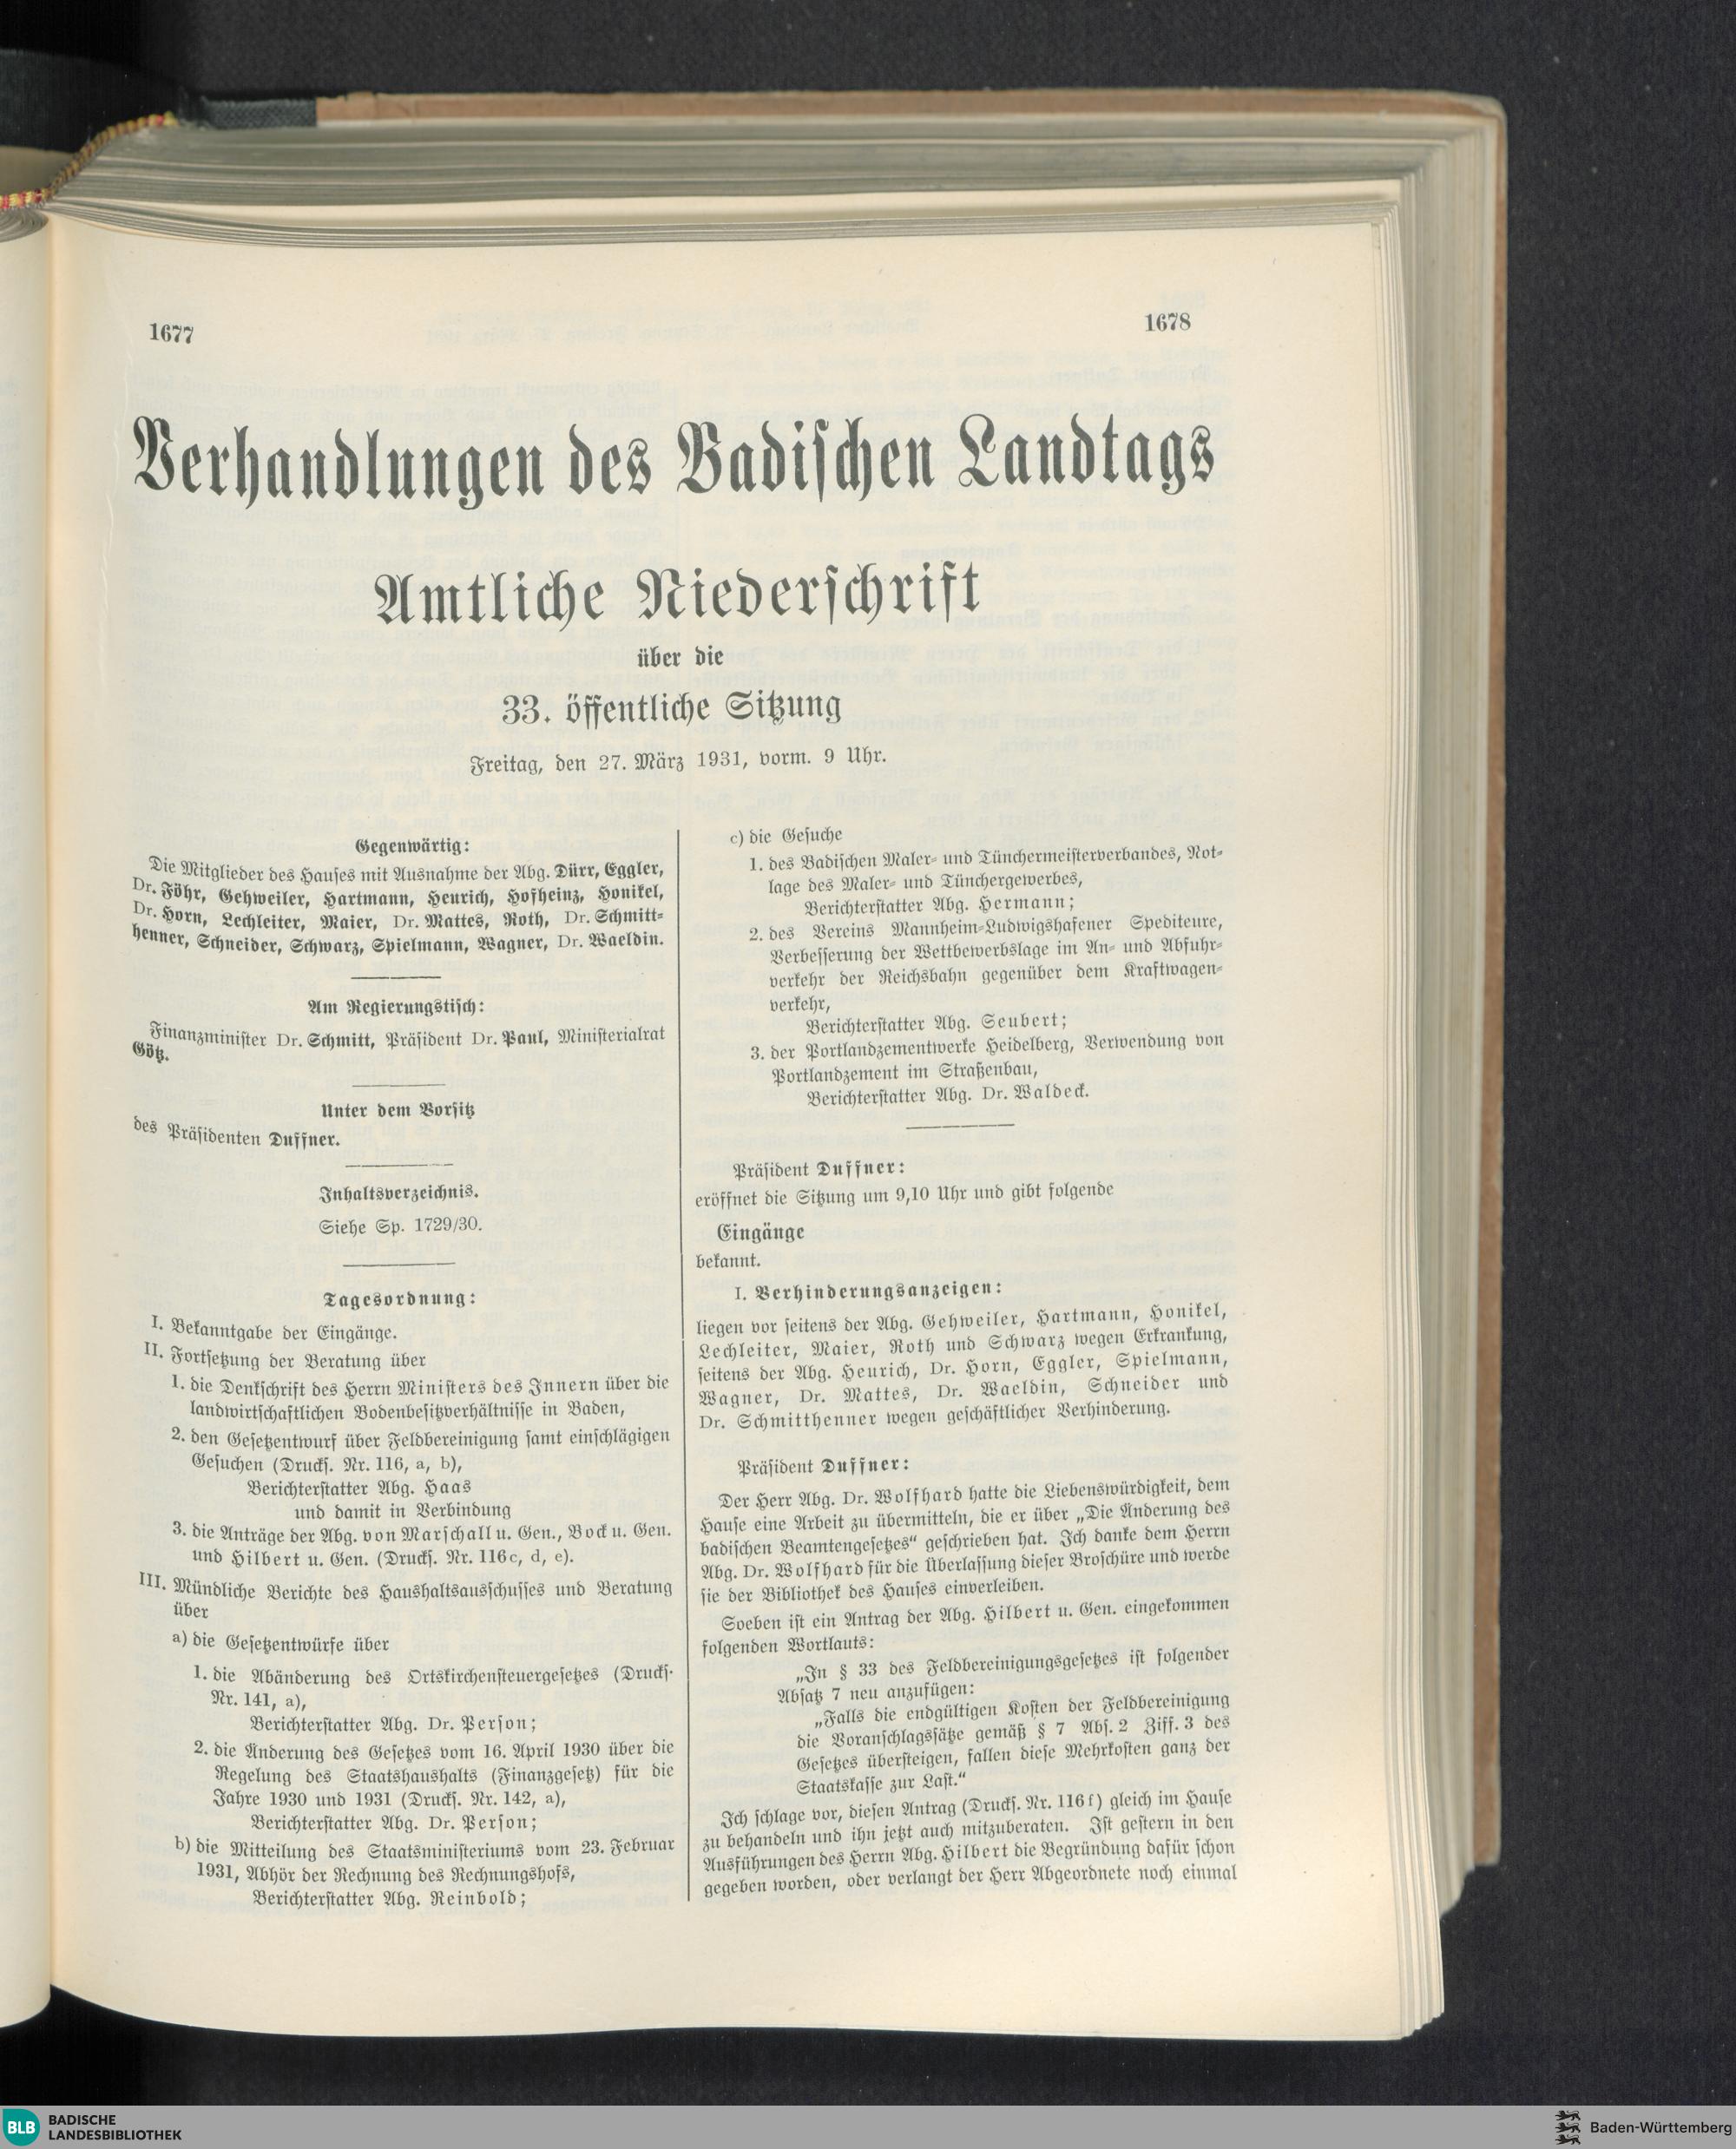 1677
1678
Verhandlungen des Badischen Landtags
Amtliche Niederschrift
über die
33. öffentliche Sitzung
Freitag, den 27. März 1931, vorm. 9 Uhr.
Gegenwärtig:
Die Mitglieder des Hauses mit Ausnahme der Abg. Dürr, Eggler,
Dr. Föhr, Gehweiler, Hartmann, Heurich, Hofheinz, Honikel,
Dr. Horn, Lechleiter, Maier, Dr. Mattes, Roth, Dr. Schmitt-
henner, Schneider, Schwarz, Spielmann, Wagner, Dr. Waeldin.
Am Regierungstisch:
Finanzminister Dr. Schmitt, Präsident Dr. Paul, Ministerialrat
Götz.
Unter dem Vorsitz
des Präsidenten Duffner.
Inhaltsverzeichnis.
Siehe Sp. 1729/30.
Tagesordnung:
I. Bekanntgabe der Eingänge.
II. Fortsetzung der Beratung über
1. die Denkschrift des Herrn Ministers des Innern über die
landwirtschaftlichen Bodenbesitzverhältnisse in Baden,
2. den Gesetzentwurf über Feldbereinigung samt einschlägigen
Gesuchen (Drucks. Nr. 116, a, b),
Berichterstatter Abg. Haas
und damit in Verbindung
3. die Anträge der Abg. von Marschall u. Gen., Bock u. Gen.
und Hilbert u. Gen. (Drucks. Nr. 116c, d, e).
III. Mündliche Berichte des Haushaltsausschusses und Beratung
über
a) die Gesetzentwürfe über
1. die Abänderung des Ortskirchensteuergesetzes (Drucks.
Nr. 141, a),
Berichterstatter Abg. Dr. Person;
2. die Änderung des Gesetzes vom 16. April 1930 über die
Regelung des Staatshaushalts (Finanzgesetz) für die
Jahre 1930 und 1931 (Drucks. Nr. 142, a),
Berichterstatter Abg. Dr. Person;
b) die Mitteilung des Staatsministeriums vom 23. Februar
1931, Abhör der Rechnung des Rechnungshofs,
Berichterstatter Abg. Reinbold;
c) die Gesuche
1. des Badischen Maler- und Tünchermeisterverbandes, Not-
lage des Maler- und Tünchergewerbes,
Berichterstatter Abg. Hermann;
2. des Vereins Mannheim-Ludwigshafener Spediteure,
Verbesserung der Wettbewerbslage im An- und Abfuhr-
verkehr der Reichsbahn gegenüber dem Kraftwagen-
verkehr,
Berichterstatter Abg. Seubert;
3. der Portlandzementwerke Heidelberg, Verwendung von
Portlandzement im Straßenbau,
Berichterstatter Abg. Dr. Waldeck.
Präsident Duffner:
eröffnet die Sitzung um 9,10 Uhr und gibt folgende
Eingänge
bekannt.
I. Verhinderungsanzeigen:
liegen vor seitens der Abg. Gehweiler, Hartmann, Honikel,
Lechleiter, Maier, Roth und Schwarz wegen Erkrankung,
seitens der Abg. Heurich, Dr. Horn, Eggler, Spielmann,
Wagner, Dr. Mattes, Dr. Waeldin, Schneider und
Dr. Schmitthenner wegen geschäftlicher Verhinderung.
Präsident Duffner:
Der Herr Abg. Dr. Wolfhard hatte die Liebenswürdigkeit, dem
Hause eine Arbeit zu übermitteln, die er über „Die Änderung des
badischen Beamtengesetzes“ geschrieben hat. Ich danke dem Herrn
Abg. Dr. Wolfhard für die Überlassung dieser Broschüre und werde
sie der Bibliothek des Hauses einverleiben.
Soeben ist ein Antrag der Abg. Hilbert u. Gen. eingekommen
folgenden Wortlauts:
„In § 33 des Feldbereinigungsgesetzes ist folgender
Absatz 7 neu anzufügen:
„Falls die endgültigen Kosten der Feldbereinigung
die Voranschlagssätze gemäß § 7 Abs. 2 Ziff. 3 des
Gesetzes übersteigen, fallen diese Mehrkosten ganz der
Staatskasse zur Last.“
Ich schlage vor, diesen Antrag (Drucks. Nr. 116f) gleich im Hause
zu behandeln und ihn jetzt auch mitzuberaten. Ist gestern in den
Ausführungen des Herrn Abg. Hilbert die Begründung dafür schon
gegeben worden, oder verlangt der Herr Abgeordnete noch einmal
BLB BADISCHE
LANDESBIBLIOTHEK
Baden-Württemberg